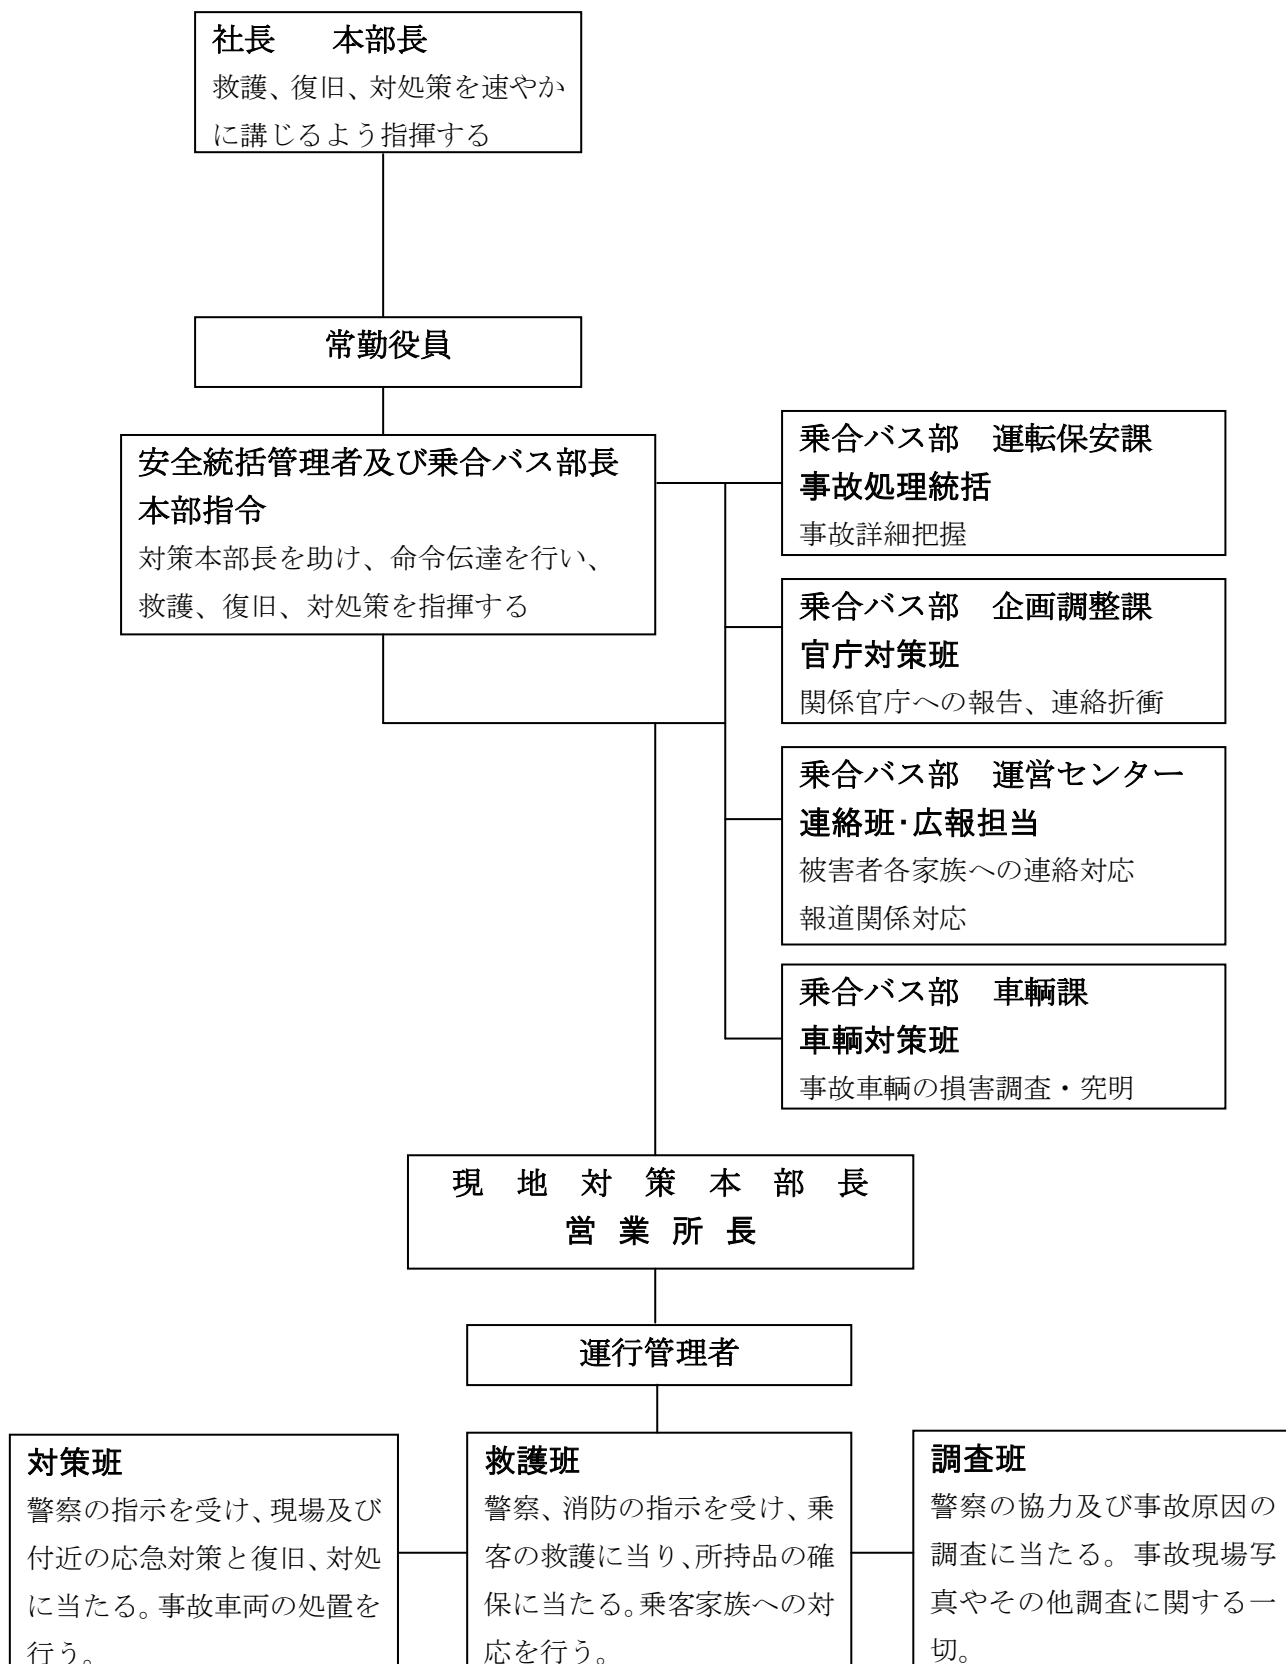 社長　本部長
救護、復旧、対処策を速やか
に講じるよう指揮する
常勤役員
安全統括管理者及び乗合バス部長
本部指令
対策本部長を助け、命令伝達を行い、
救護、復旧、対処策を指揮する
乗合バス部　運転保安課
事故処理統括
事故詳細把握
乗合バス部　企画調整課
官庁対策班
関係官庁への報告、連絡折衝
乗合バス部　運営センター
連絡班・広報担当
被害者各家族への連絡対応
報道関係対応
乗合バス部　車輌課
車輌対策班
事故車輌の損害調査・究明
現　地　対　策　本　部　長
営 業 所 長
運行管理者
対策班
警察の指示を受け、現場及び
付近の応急対策と復旧、対処
に当たる。事故車両の処置を
行う。
救護班
警察、消防の指示を受け、乗
客の救護に当り、所持品の確
保に当たる。乗客家族への対
応を行う。
調査班
警察の協力及び事故原因の
調査に当たる。事故現場写
真やその他調査に関する一
切。